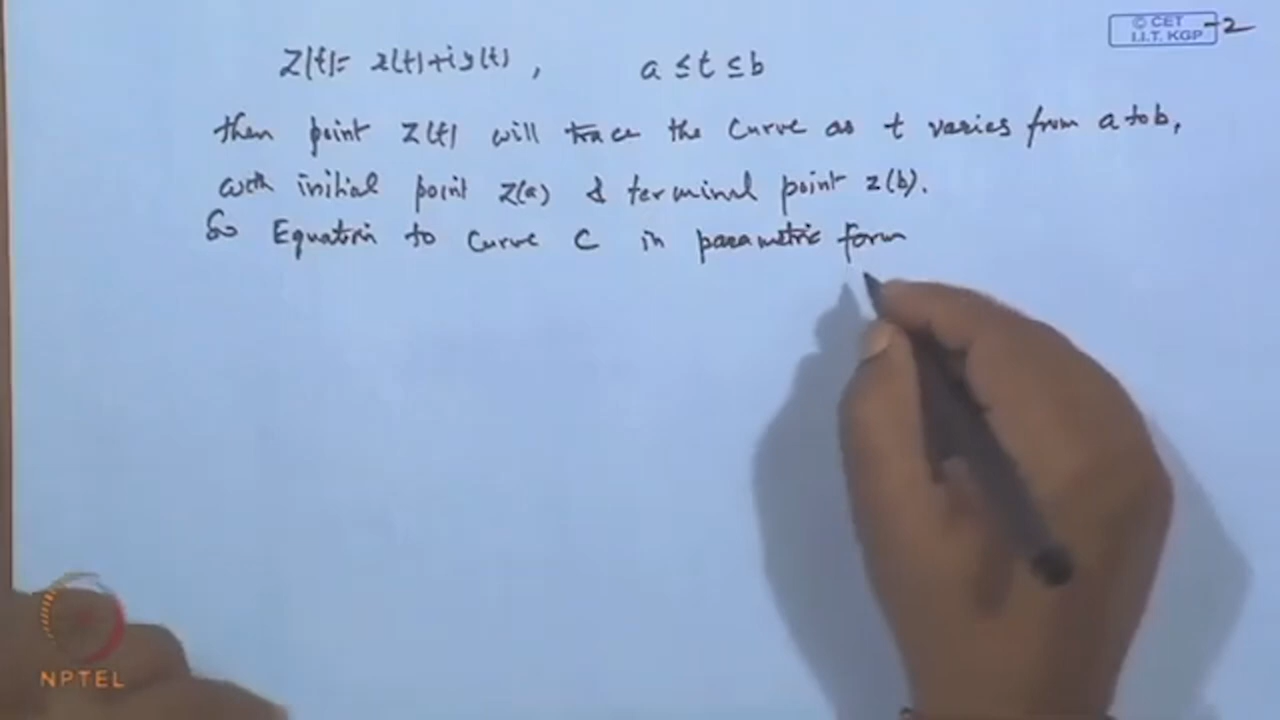 © CET
I.I.T. KGP
-2
z(t) = x(t)+iy(t) , a ≤ t ≤ b
then point z(t) will trace the curve as t varies from a to b,
with initial point z(a) & terminal point z(b).
So Equation to curve C in parametric form
NPTEL